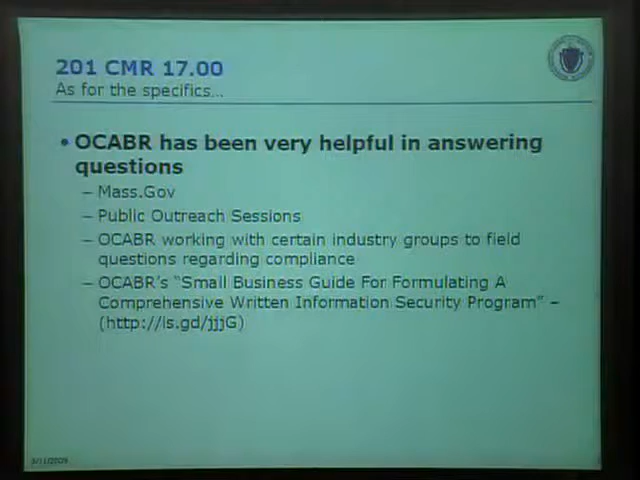 201 CMR 17.00
As for the specifics...
• OCABR has been very helpful in answering
questions
– Mass.Gov
– Public Outreach Sessions
– OCABR working with certain industry groups to field
questions regarding compliance
– OCABR's "Small Business Guide For Formulating A
Comprehensive Written Information Security Program" –
(http://is.gd/jjjG)